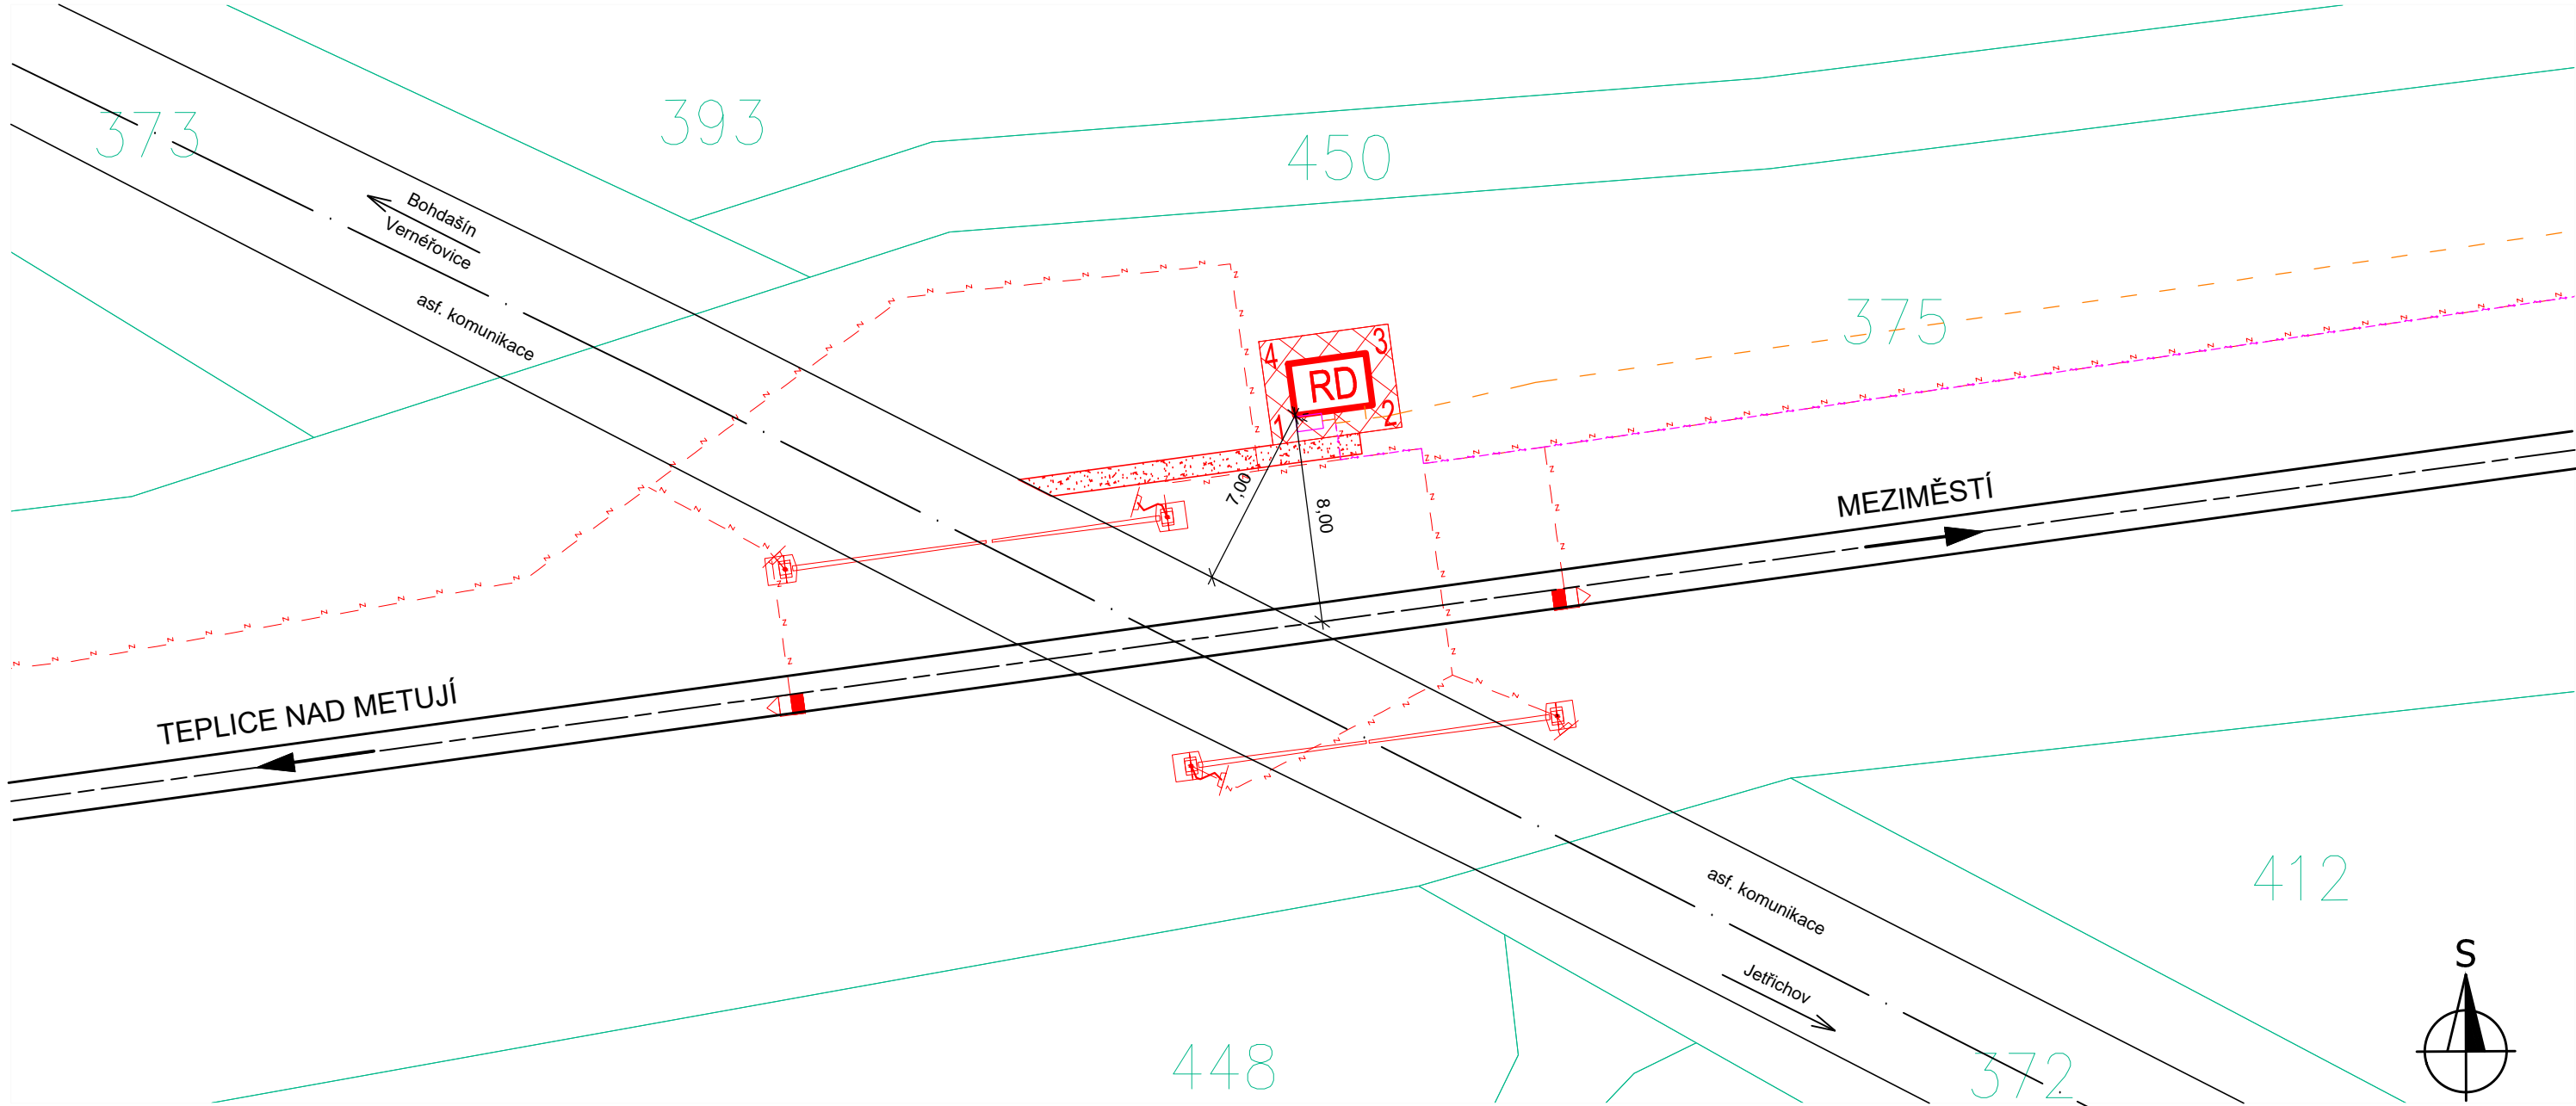 373
393
450
Bohdašín
Vernéřovice
asf. komunikace
375
4
3
RD
1
2
7,00
8,00
MEZIMĚSTÍ
TEPLICE NAD METUJÍ
asf. komunikace
Jetřichov
412
S
448
372